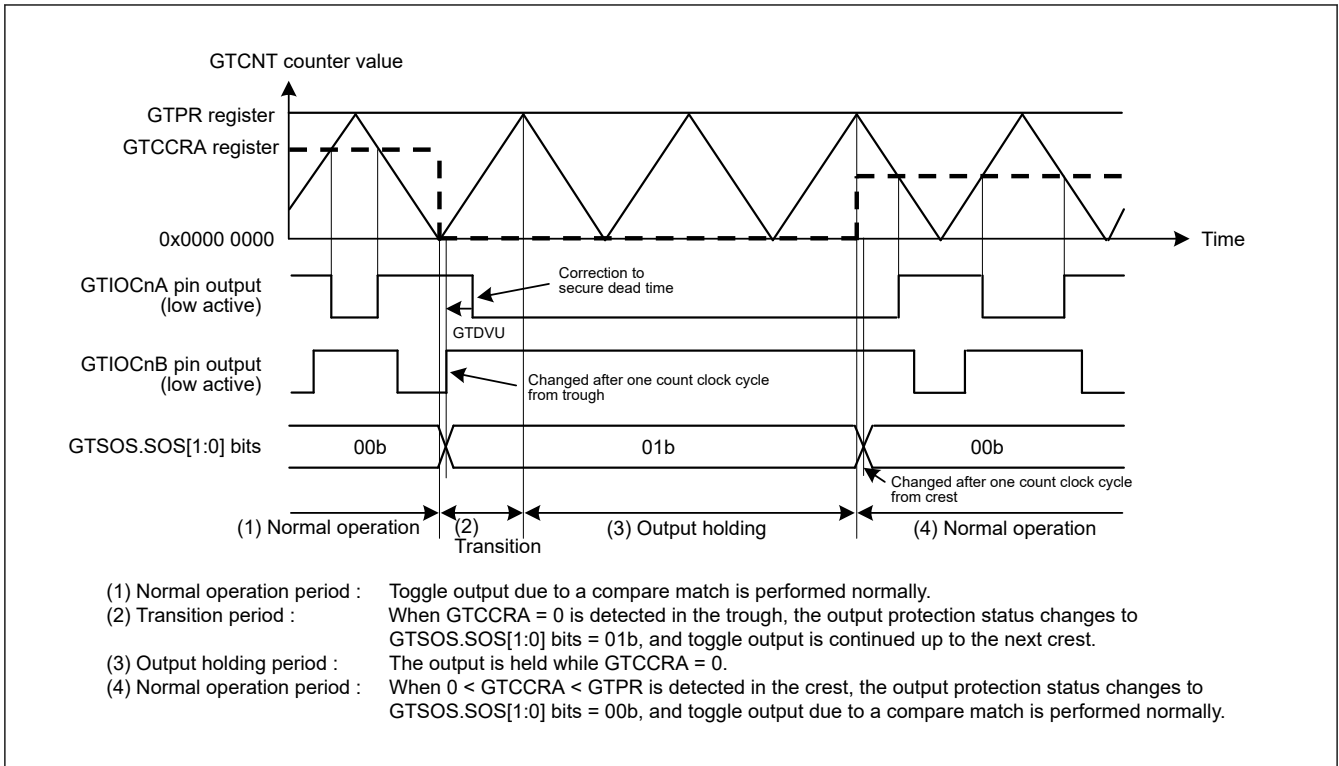 GTCNT counter value
GTPR register
GTCCRA register
0x0000 0000
Time
GTIOCnA pin output
(low active)
Correction to
secure dead time
GTDVU
GTIOCnB pin output
(low active)
Changed after one count clock cycle
from trough
GTSOS.SOS[1:0] bits
00b
01b
00b
Changed after one count clock cycle
from crest
(1) Normal operation
(2)
Transition
(3) Output holding
(4) Normal operation
(1) Normal operation period : Toggle output due to a compare match is performed normally.
(2) Transition period : When GTCCRA = 0 is detected in the trough, the output protection status changes to
GTSOS.SOS[1:0] bits = 01b, and toggle output is continued up to the next crest.
(3) Output holding period : The output is held while GTCCRA = 0.
(4) Normal operation period : When 0 < GTCCRA < GTPR is detected in the crest, the output protection status changes to
GTSOS.SOS[1:0] bits = 00b, and toggle output due to a compare match is performed normally.